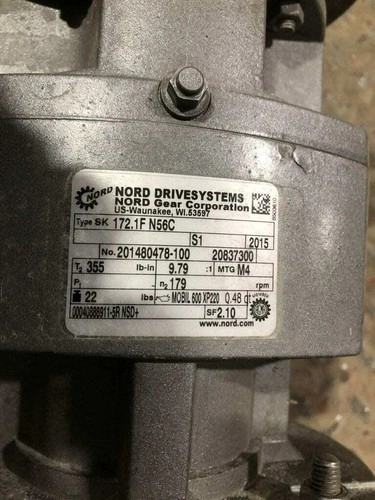 NORD
NORD DRIVESYSTEMS
NORD Gear Corporation
US-Waunakee, WI.53597
Type SK 172.1F N56C
S1 2015
No. 201480478-100 20837300
T₂ 355 lb-in 9.79 :1 MTG M4
P₁ n₂ 179 rpm
22 lbs MOBIL 600 XP220 0.48 qt
00040886911-5R NSD+ SF 2.10
www.nord.com